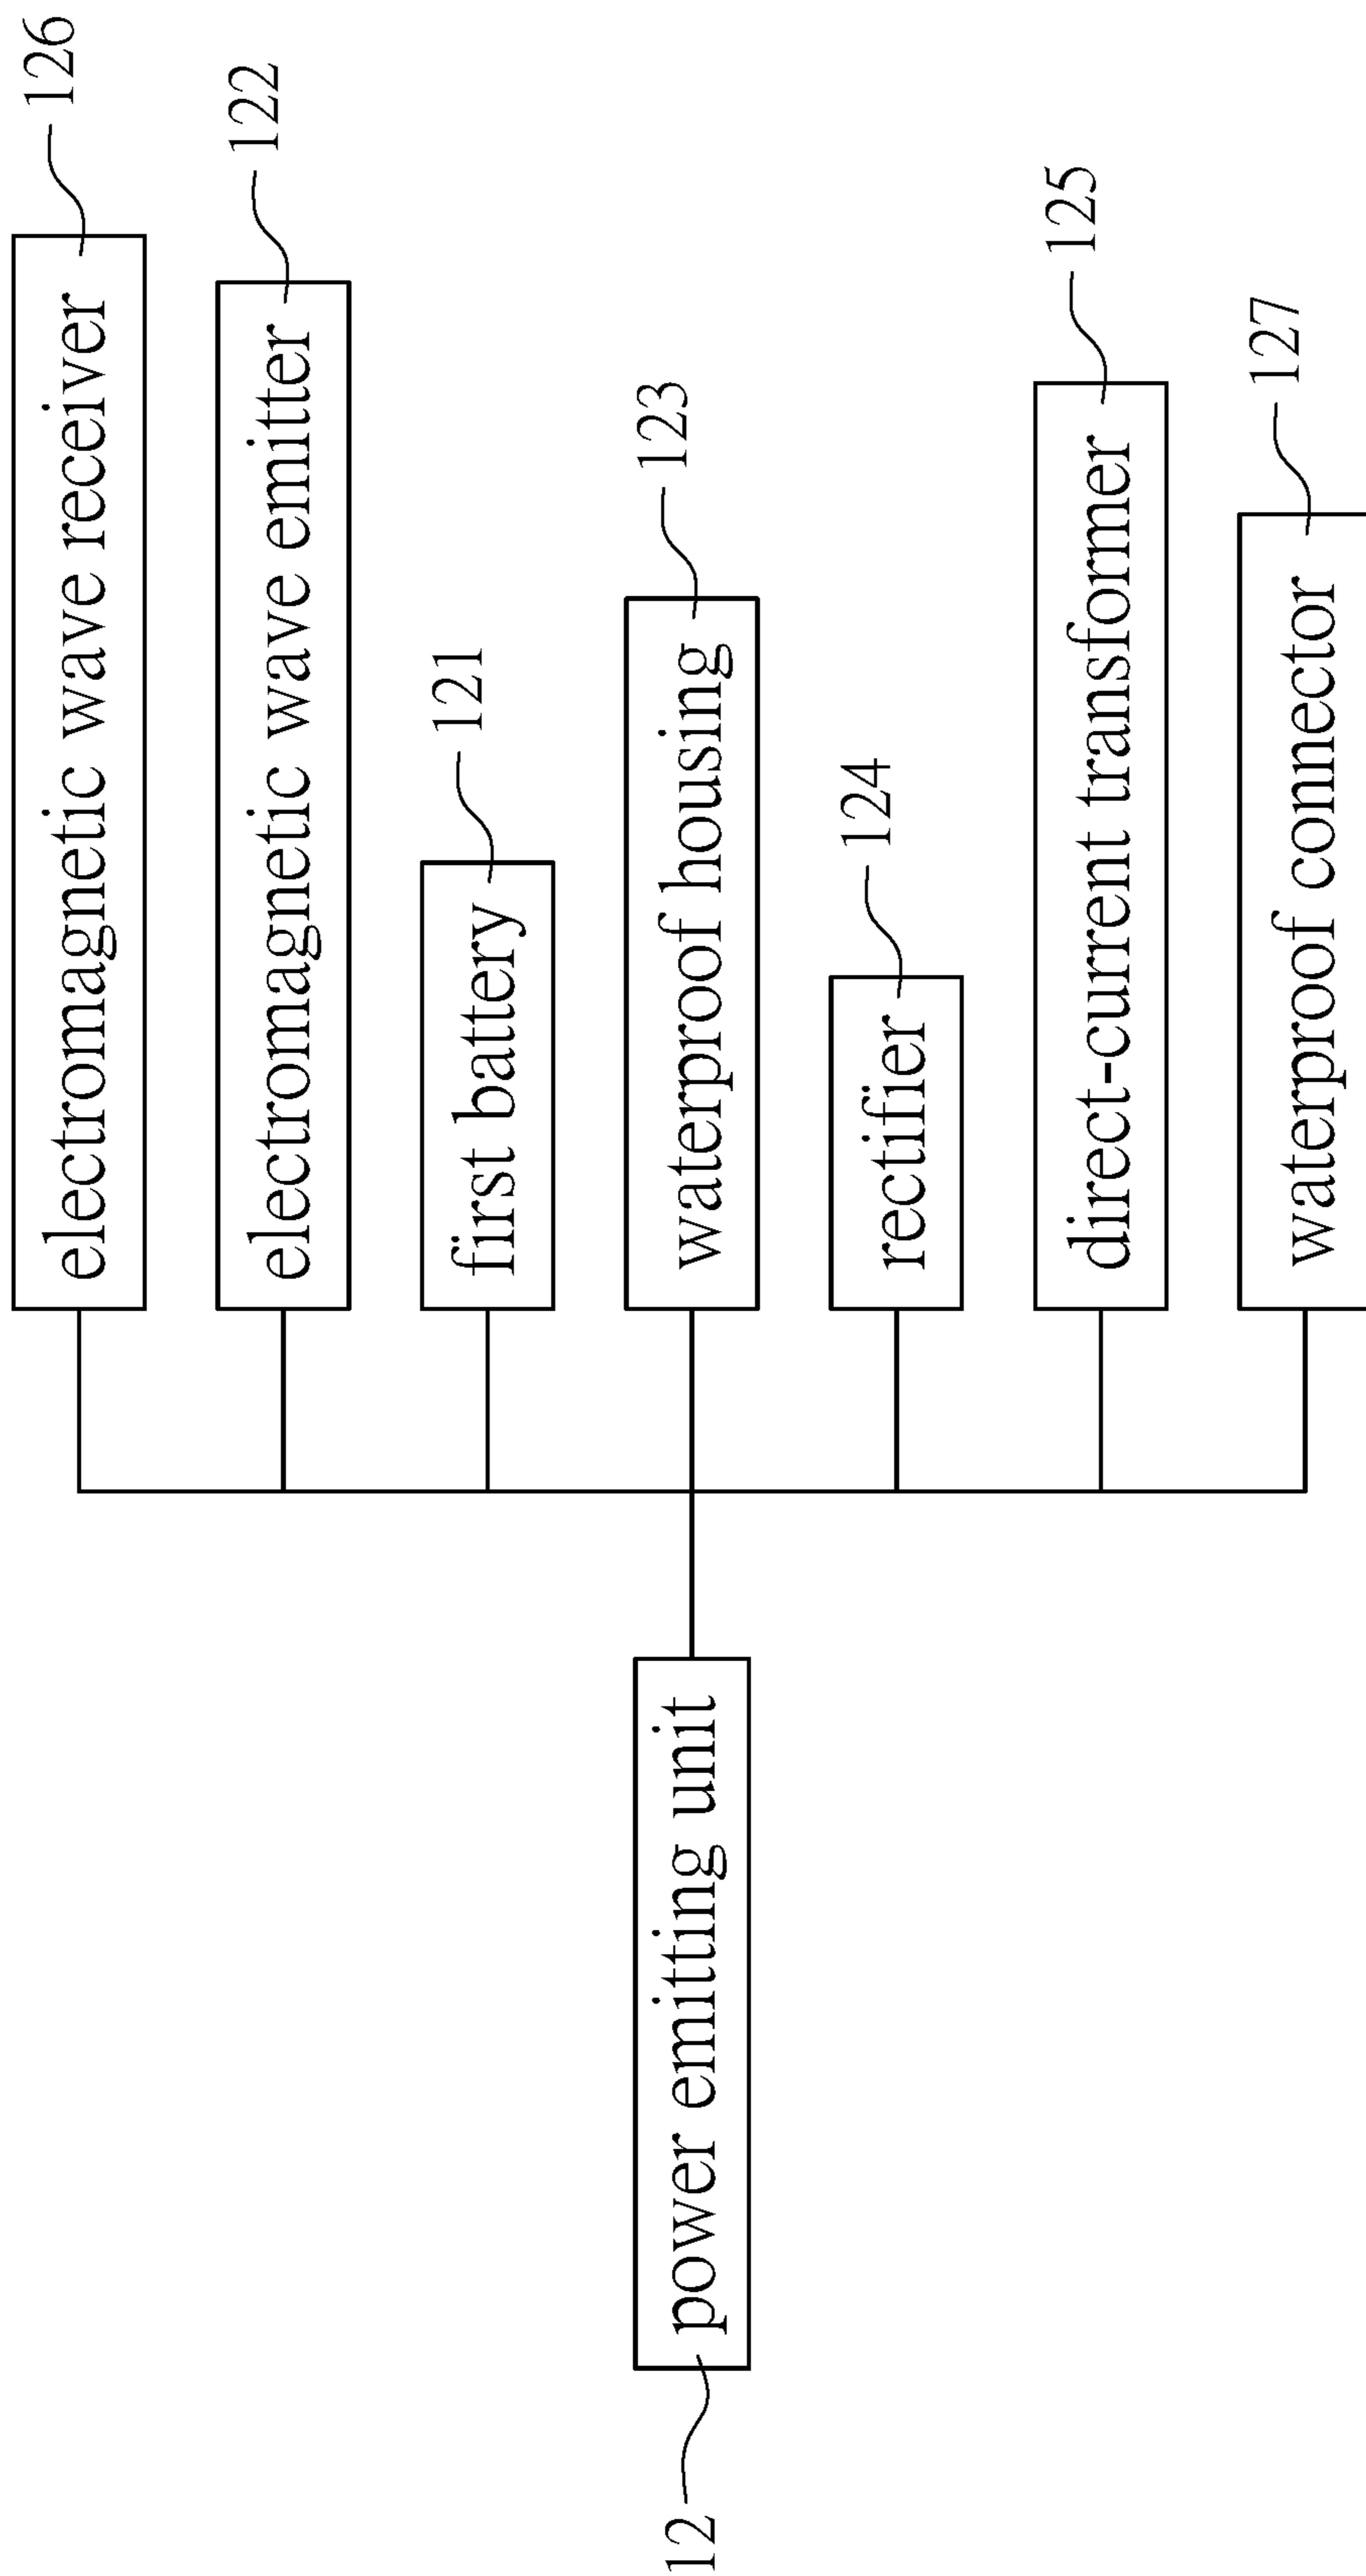 12
power emitting unit
electromagnetic wave receiver
126
electromagnetic wave emitter
122
first battery
121
waterproof housing
123
rectifier
124
direct-current transformer
125
waterproof connector
127